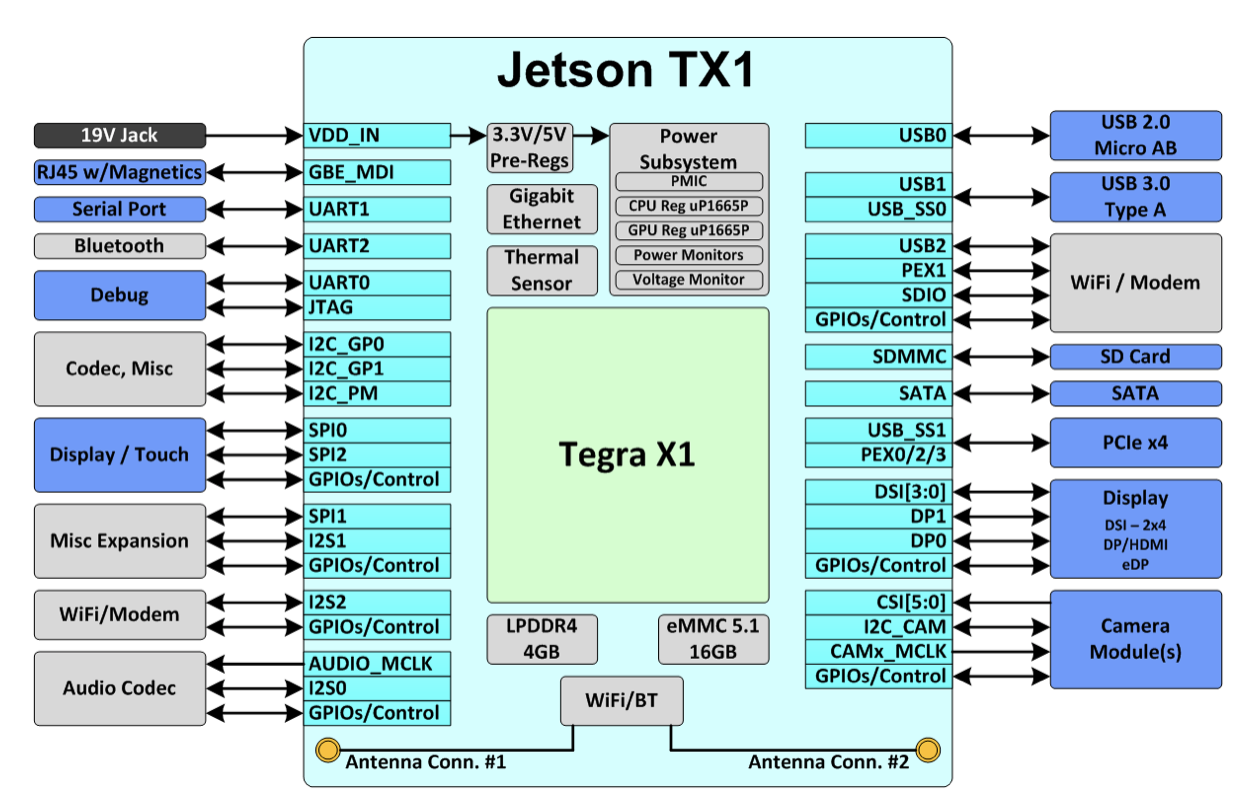 Jetson TX1
19V Jack
RJ45 w/Magnetics
Serial Port
Bluetooth
Debug
Codec, Misc
Display / Touch
Misc Expansion
WiFi/Modem
Audio Codec
VDD_IN
GBE_MDI
UART1
UART2
UART0
JTAG
I2C_GP0
I2C_GP1
I2C_PM
SPI0
SPI2
GPIOs/Control
SPI1
I2S1
GPIOs/Control
I2S2
GPIOs/Control
AUDIO_MCLK
I2S0
GPIOs/Control
3.3V/5V
Pre-Regs
Gigabit
Ethernet
Thermal
Sensor
Power
Subsystem
PMIC
CPU Reg uP1665P
GPU Reg uP1665P
Power Monitors
Voltage Monitor
Tegra X1
LPDDR4
4GB
eMMC 5.1
16GB
WiFi/BT
Antenna Conn. #1
Antenna Conn. #2
USB0
USB1
USB_SS0
USB2
PEX1
SDIO
GPIOs/Control
SDMMC
SATA
USB_SS1
PEX0/2/3
DSI[3:0]
DP1
DP0
GPIOs/Control
CSI[5:0]
I2C_CAM
CAMx_MCLK
GPIOs/Control
USB 2.0
Micro AB
USB 3.0
Type A
WiFi / Modem
SD Card
SATA
PCIe x4
Display
DSI – 2x4
DP/HDMI
eDP
Camera
Module(s)